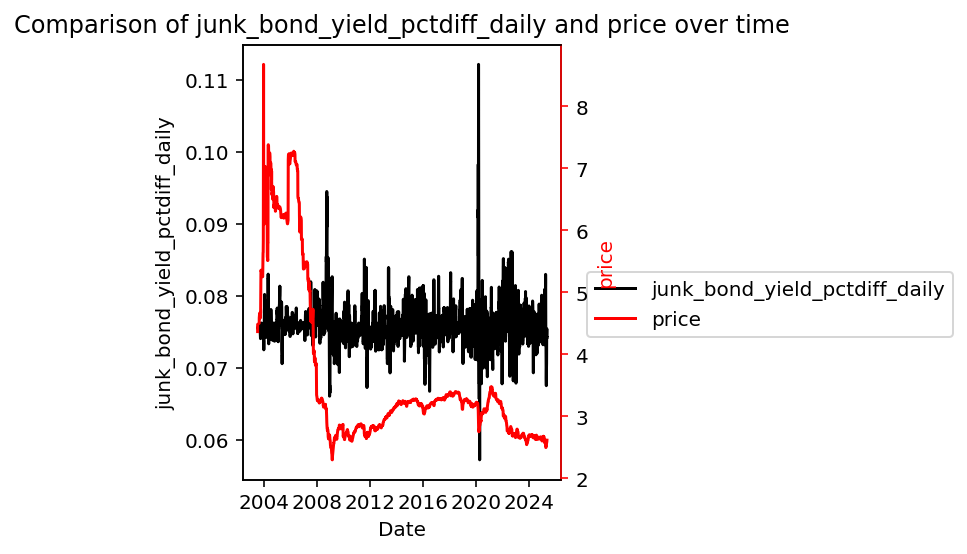 Comparison of junk_bond_yield_pctdiff_daily and price over time
junk_bond_yield_pctdiff_daily
0.11
0.10
0.09
0.08
0.07
0.06
8
7
6
5
4
3
2
price
junk_bond_yield_pctdiff_daily
price
2004 2008 2012 2016 2020 2024
Date